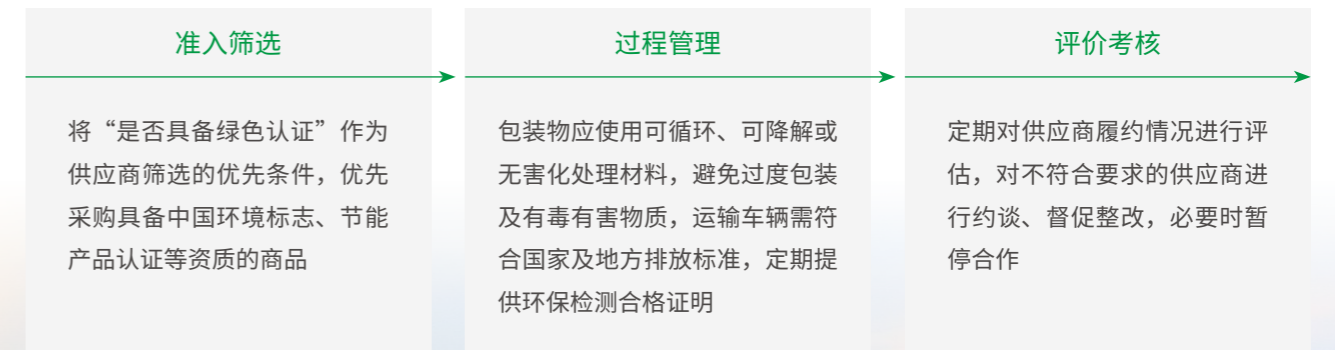 准入筛选
将“是否具备绿色认证”作为
供应商筛选的优先条件，优先
采购具备中国环境标志、节能
产品认证等资质的商品
过程管理
包装物应使用可循环、可降解或
无害化处理材料，避免过度包装
及有毒有害物质，运输车辆需符
合国家及地方排放标准，定期提
供环保检测合格证明
评价考核
定期对供应商履约情况进行评
估，对不符合要求的供应商进
行约谈、督促整改，必要时暂
停合作